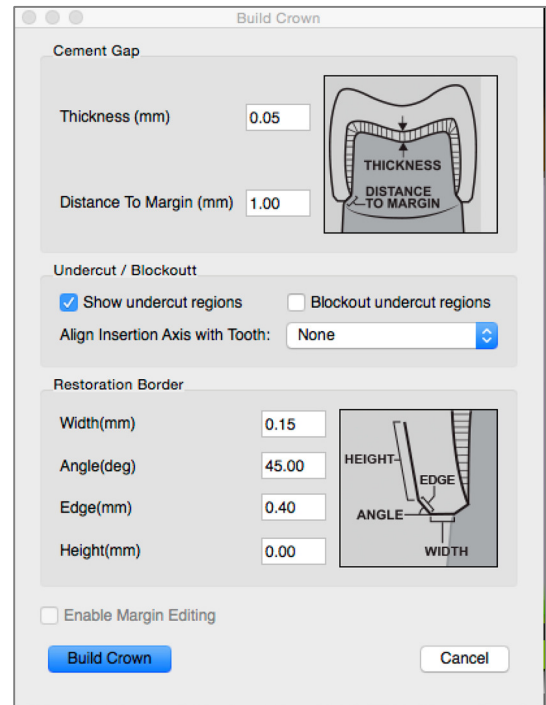 Build Crown
Cement Gap
Thickness (mm) 0.05
THICKNESS
DISTANCE
TO MARGIN
Distance To Margin (mm) 1.00
Undercut / Blockoutt
Show undercut regions Blockout undercut regions
Align Insertion Axis with Tooth: None
Restoration Border
Width(mm) 0.15
Angle(deg) 45.00
Edge(mm) 0.40
Height(mm) 0.00
HEIGHT
EDGE
ANGLE
WIDTH
Enable Margin Editing
Build Crown Cancel